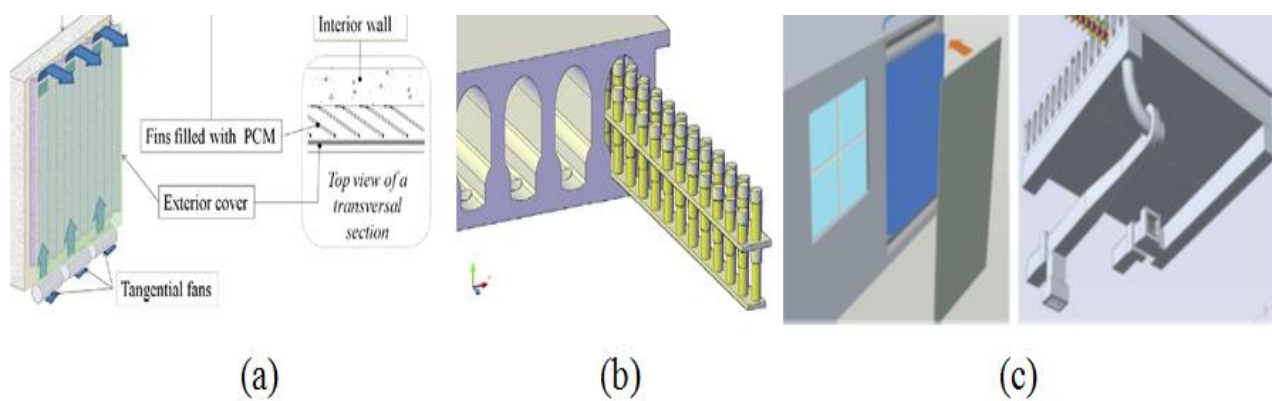 Interior wall
Fins filled with PCM
Exterior cover
Top view of a
transversal
section
Tangential fans
(a)
(b)
(c)